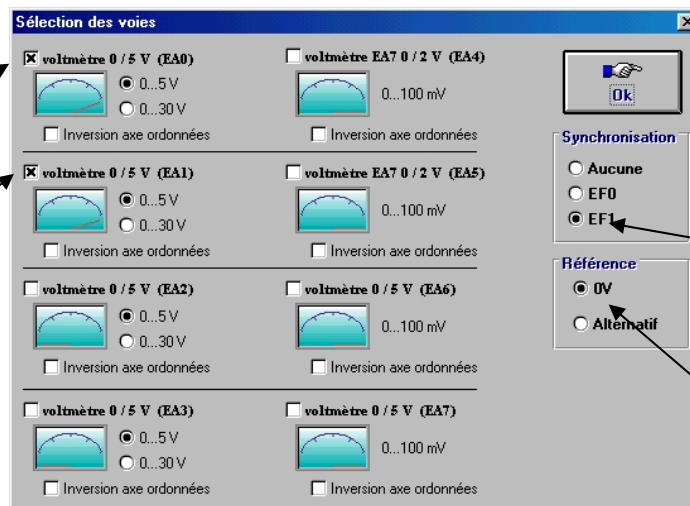 Sélection des voies
voltmètre 0 / 5 V (EA0)
0...5 V
0...30 V
Inversion axe ordonnées
voltmètre EA7 0 / 2 V (EA4)
0...100 mV
Inversion axe ordonnées
voltmètre 0 / 5 V (EA1)
0...5 V
0...30 V
Inversion axe ordonnées
voltmètre EA7 0 / 2 V (EA5)
0...100 mV
Inversion axe ordonnées
voltmètre 0 / 5 V (EA2)
0...5 V
0...30 V
Inversion axe ordonnées
voltmètre 0 / 5 V (EA6)
0...100 mV
Inversion axe ordonnées
voltmètre 0 / 5 V (EA3)
0...5 V
0...30 V
Inversion axe ordonnées
voltmètre 0 / 5 V (EA7)
0...100 mV
Inversion axe ordonnées
Ok
Synchronisation
Aucune
EF0
EF1
Référence
0V
Alternatif